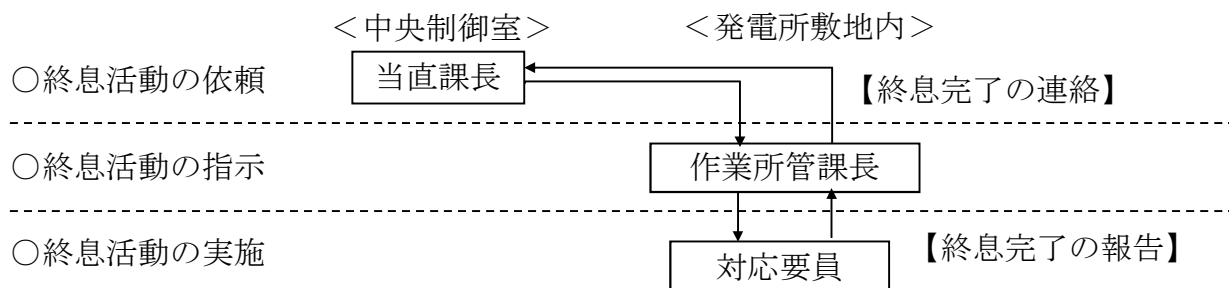 ＜中央制御室＞ ＜発電所敷地内＞
○終息活動の依頼 当直課長 【終息完了の連絡】
○終息活動の指示 作業所管課長
○終息活動の実施 対応要員 【終息完了の報告】